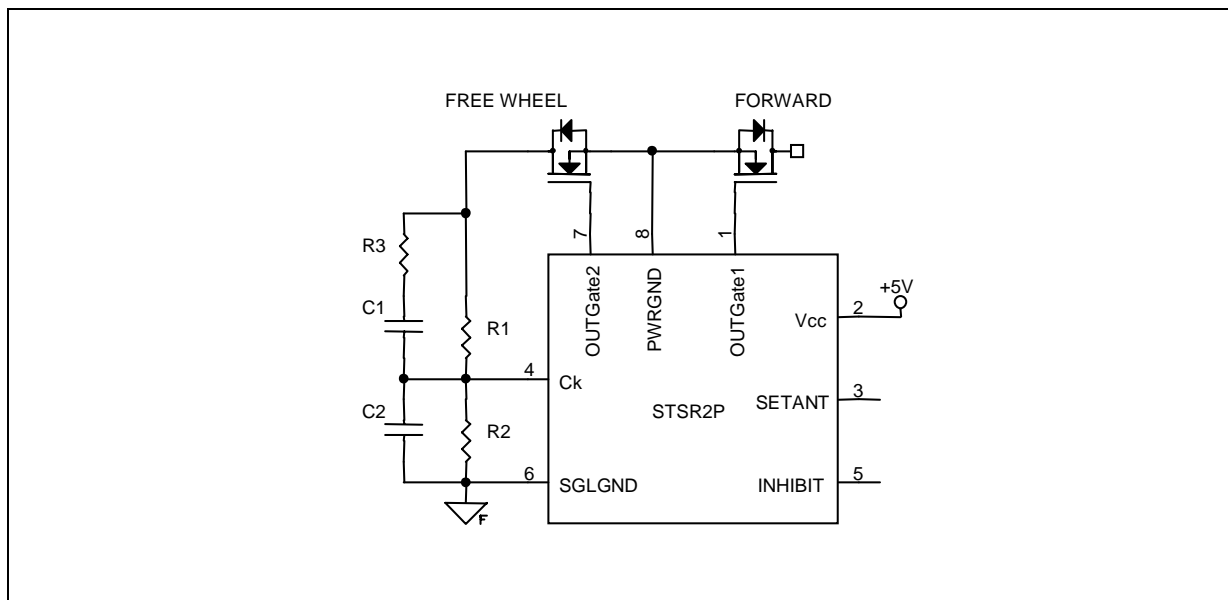 FREE WHEEL
FORWARD
R3
7
8
1
C1
R1
OUTGate2
PWRGND
OUTGate1
+5V
2
Vcc
4
Ck
3
SETANT
STSR2P
C2
R2
6
SGLGND
INHIBIT
5
F